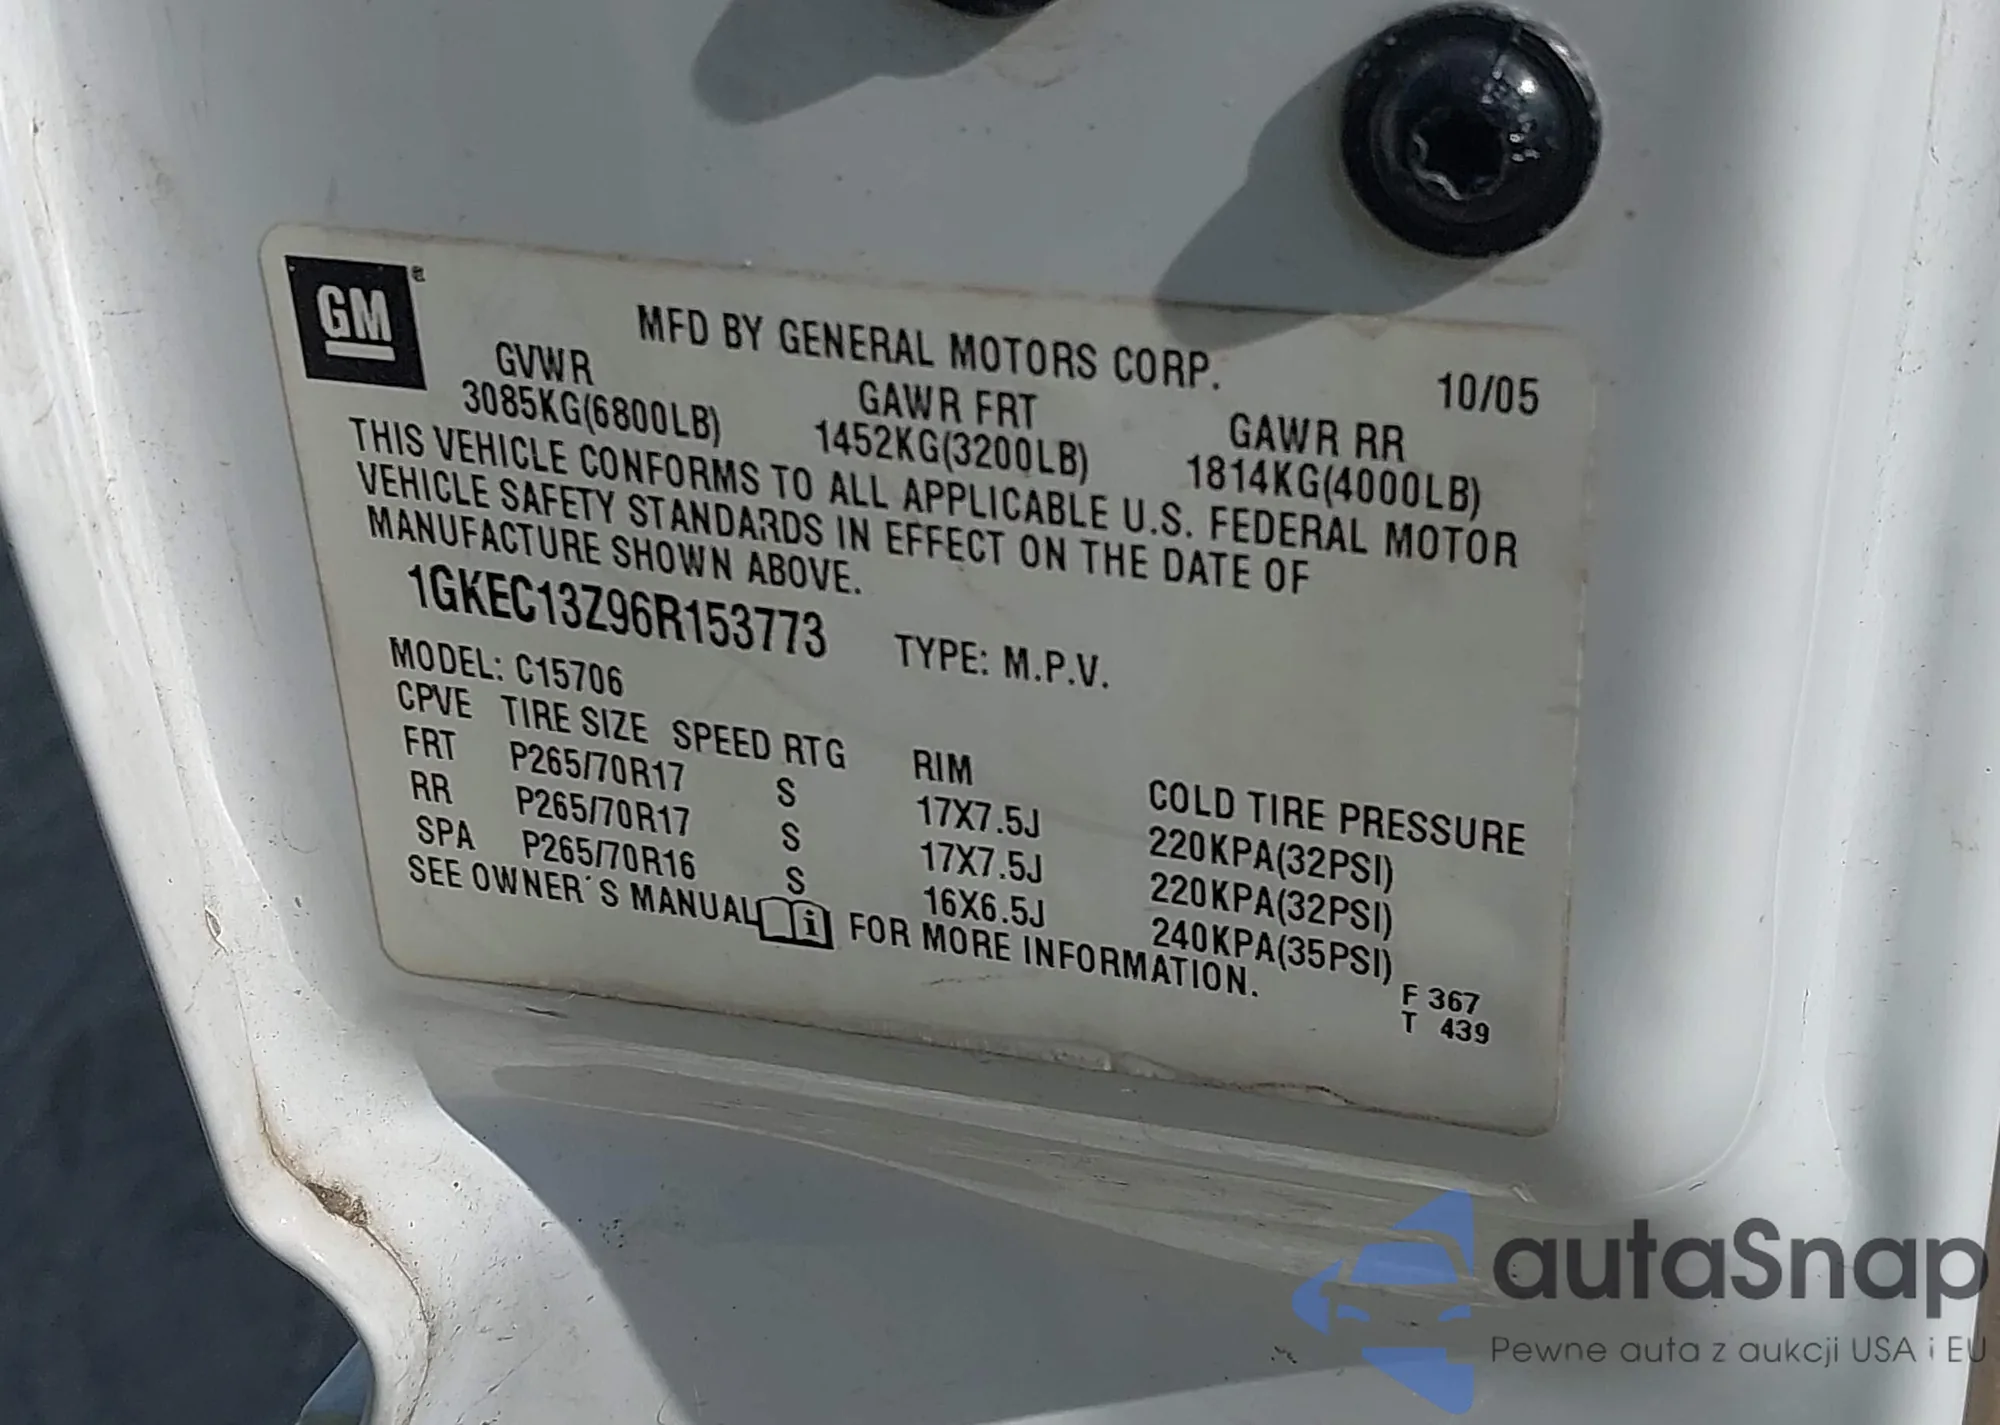 GM®
MFD BY GENERAL MOTORS CORP. 10/05
GVWR GAWR FRT GAWR RR
3085KG(6800LB) 1452KG(3200LB) 1814KG(4000LB)
THIS VEHICLE CONFORMS TO ALL APPLICABLE U.S. FEDERAL MOTOR
VEHICLE SAFETY STANDARDS IN EFFECT ON THE DATE OF
MANUFACTURE SHOWN ABOVE.
1GKEC13Z96R153773 TYPE: M.P.V.
MODEL: C15706
CPVE TIRE SIZE SPEED RTG RIM COLD TIRE PRESSURE
FRT P265/70R17 S 17X7.5J 220KPA(32PSI)
RR P265/70R17 S 17X7.5J 220KPA(32PSI)
SPA P265/70R16 S 16X6.5J 240KPA(35PSI)
SEE OWNER´S MANUAL i FOR MORE INFORMATION.
F 367
T 439
autaSnap
Pewne auta z aukcji USA i EU